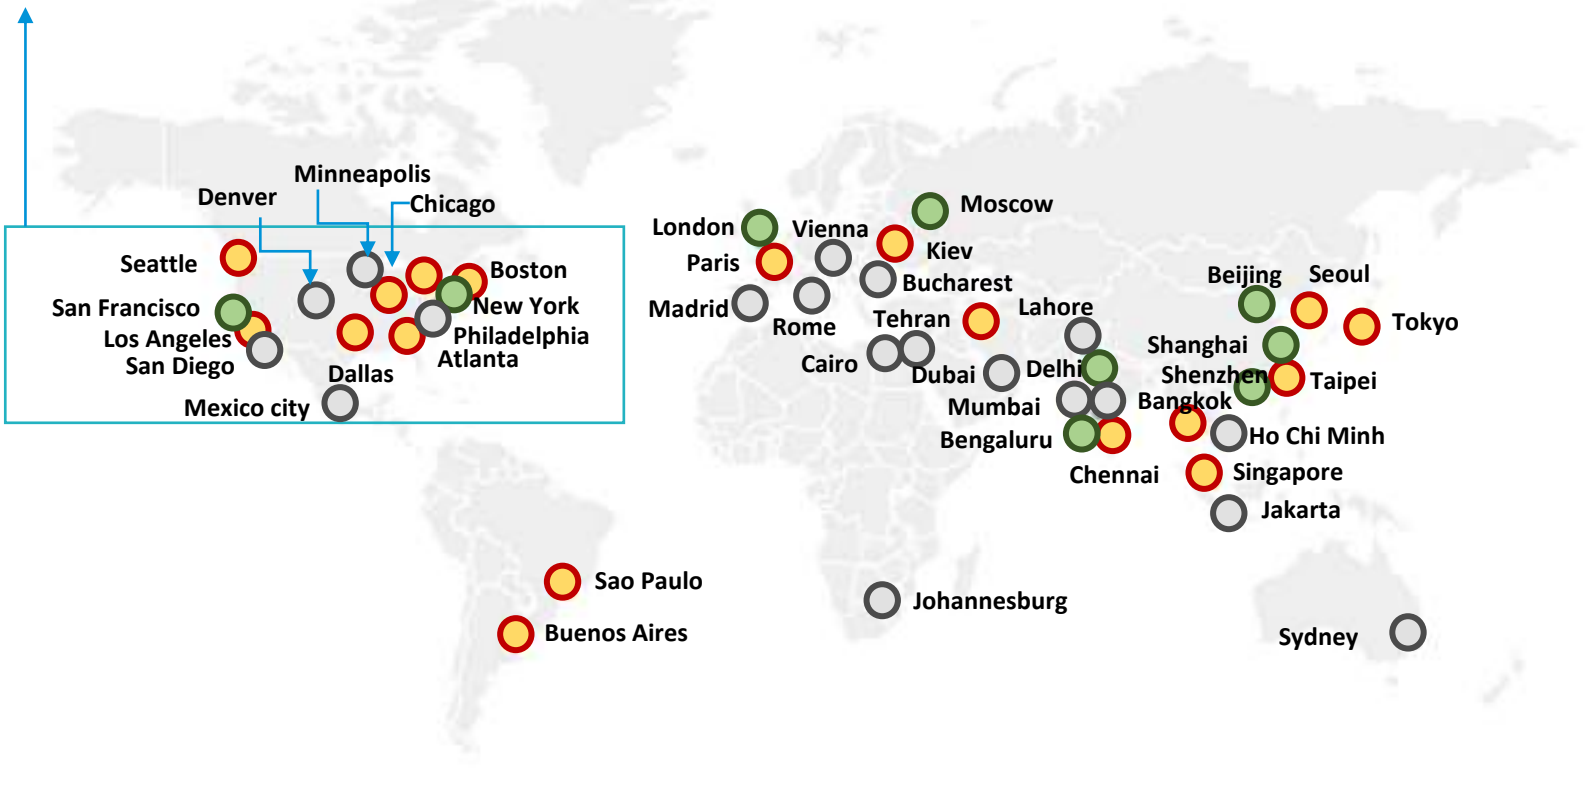 Minneapolis
Denver
Chicago
Seattle
Boston
San Francisco
New York
Los Angeles
Philadelphia
San Diego
Atlanta
Dallas
Mexico city
Sao Paulo
Buenos Aires
London
Vienna
Moscow
Paris
Kiev
Bucharest
Madrid
Rome
Tehran
Lahore
Cairo
Dubai
Delhi
Mumbai
Bengaluru
Chennai
Beijing
Seoul
Tokyo
Shanghai
Shenzhen
Taipei
Bangkok
Ho Chi Minh
Singapore
Jakarta
Johannesburg
Sydney